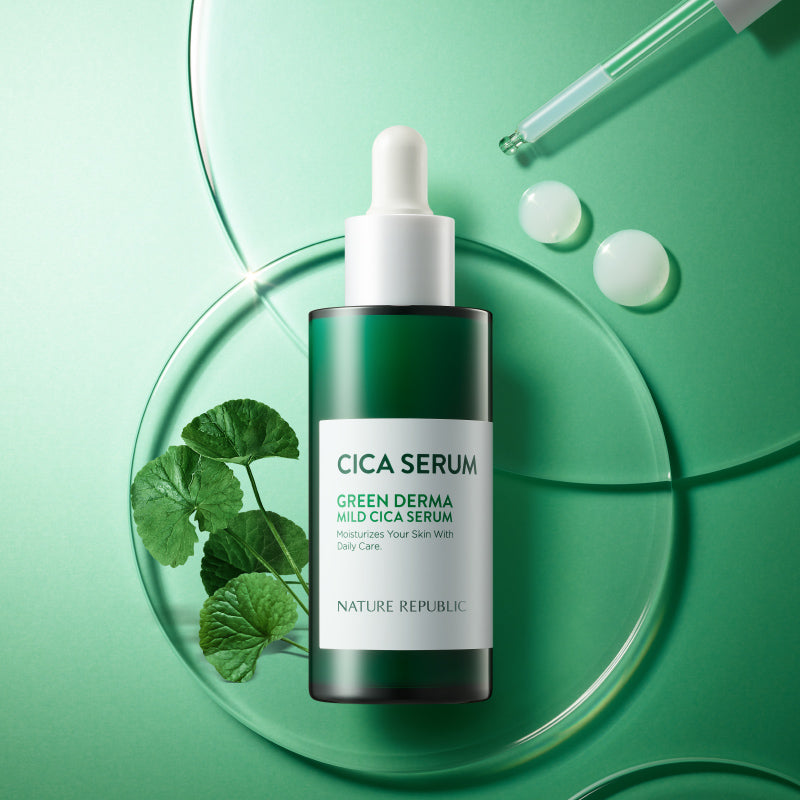 CICA SERUM
GREEN DERMA
MILD CICA SERUM
Moisturizes Your Skin With
Daily Care.
NATURE REPUBLIC